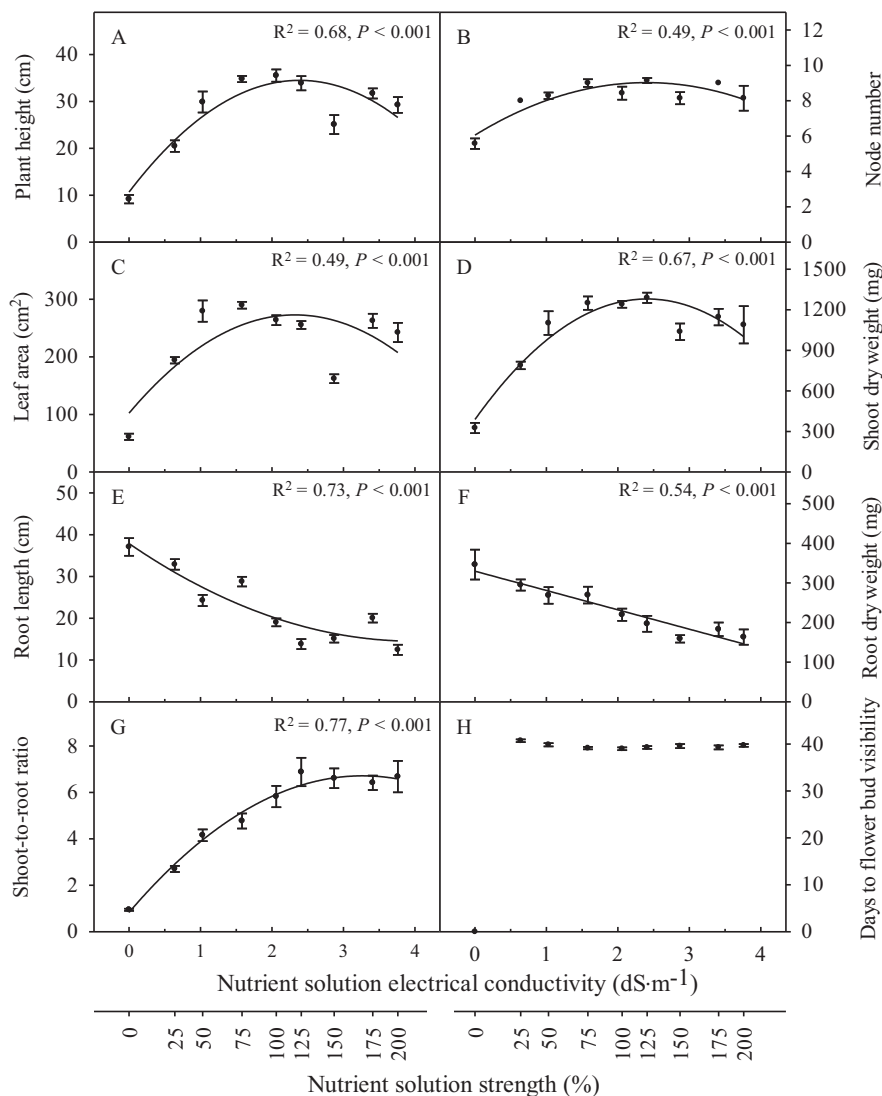 A
R² = 0.68, P < 0.001
Plant height (cm)
40
30
20
10
0
B
R² = 0.49, P < 0.001
12
10
8
6
4
2
0
Node number
C
R² = 0.49, P < 0.001
Leaf area (cm²)
300
200
100
0
D
R² = 0.67, P < 0.001
1500
1200
900
600
300
0
Shoot dry weight (mg)
E
R² = 0.73, P < 0.001
Root length (cm)
50
40
30
20
10
0
F
R² = 0.54, P < 0.001
500
400
300
200
100
0
Root dry weight (mg)
G
R² = 0.77, P < 0.001
Shoot-to-root ratio
8
6
4
2
0
H
40
30
20
10
0
Days to flower bud visibility
0 1 2 3 4
0 1 2 3 4
Nutrient solution electrical conductivity (dS·m⁻¹)
0 25 50 75 100 125 150 175 200
0 25 50 75 100 125 150 175 200
Nutrient solution strength (%)